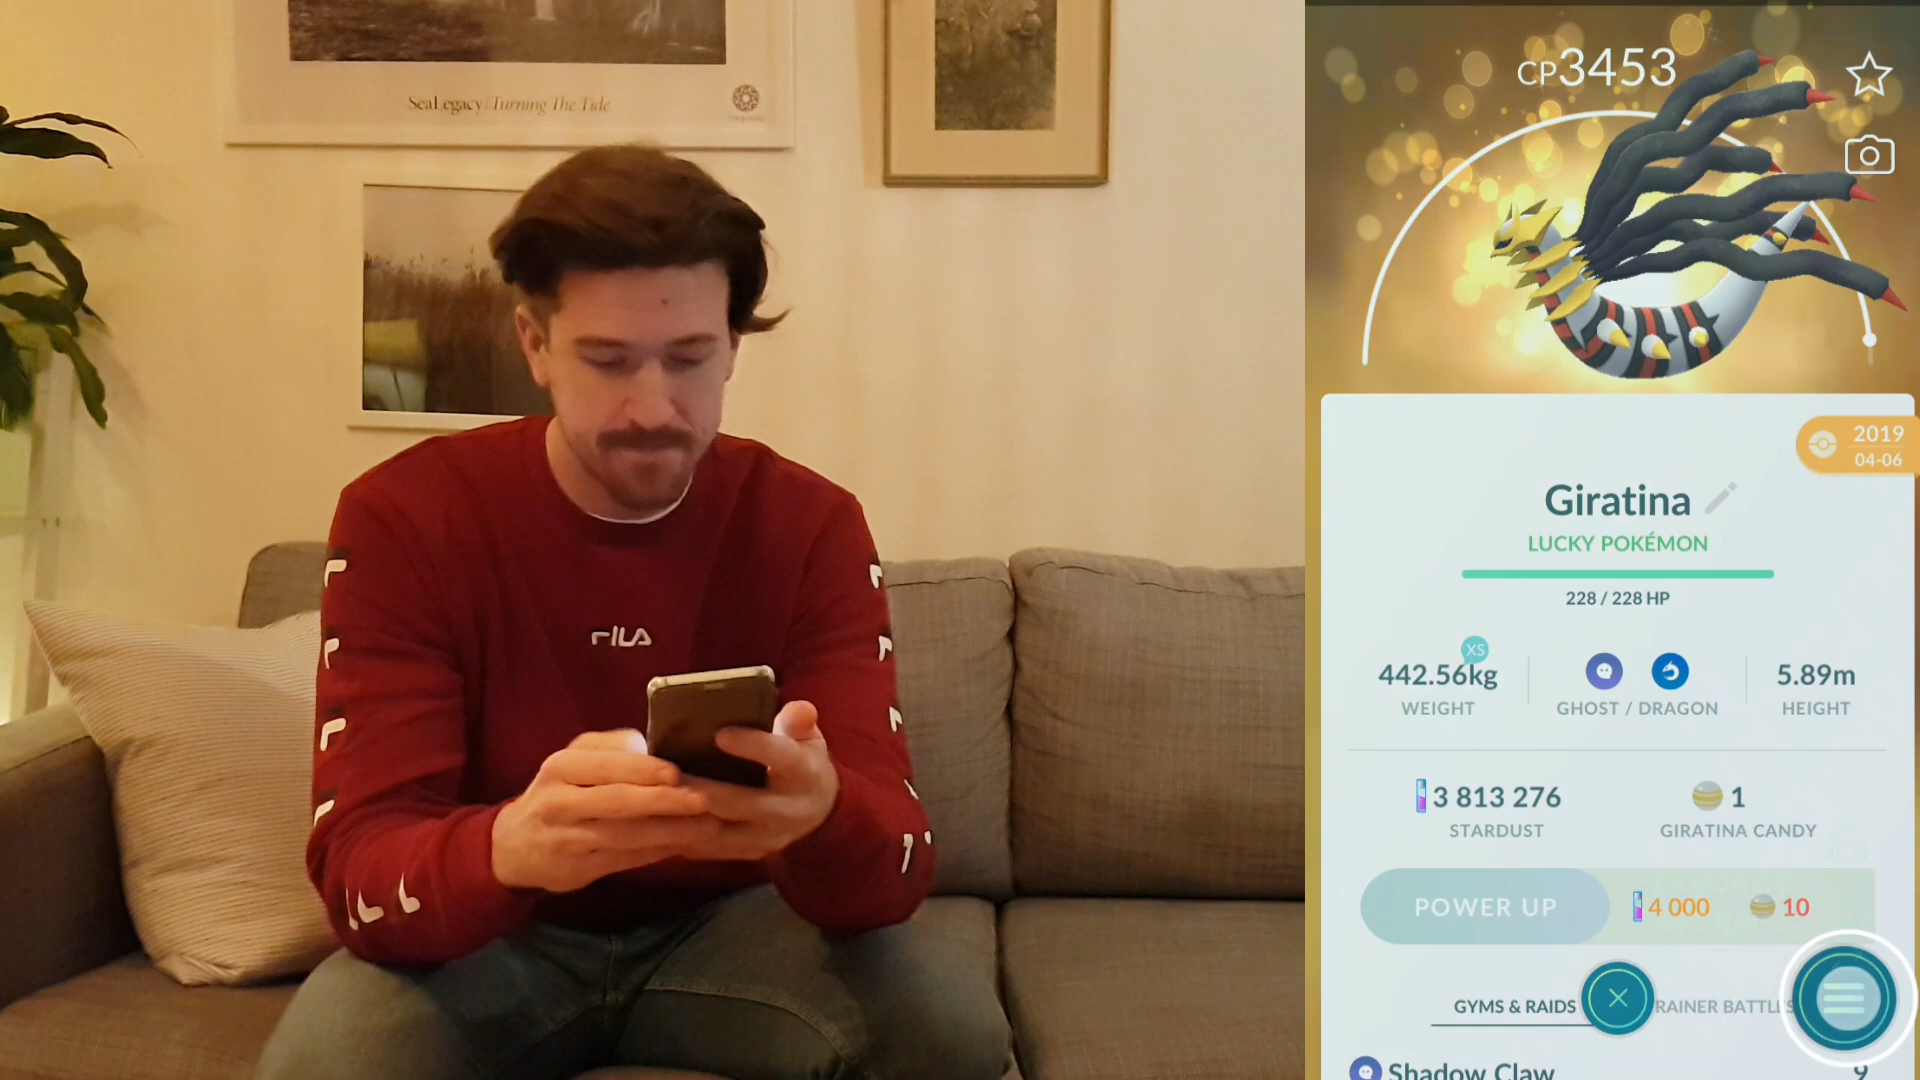 SeaLegacy/Turning The Tide
FILA
CP3453
2019
04-06
Giratina
LUCKY POKÉMON
228 / 228 HP
XS
442.56kg
WEIGHT
GHOST / DRAGON
5.89m
HEIGHT
3 813 276
STARDUST
1
GIRATINA CANDY
POWER UP
4 000
10
GYMS & RAIDS
RAINER BATTLES
Shadow Claw
9